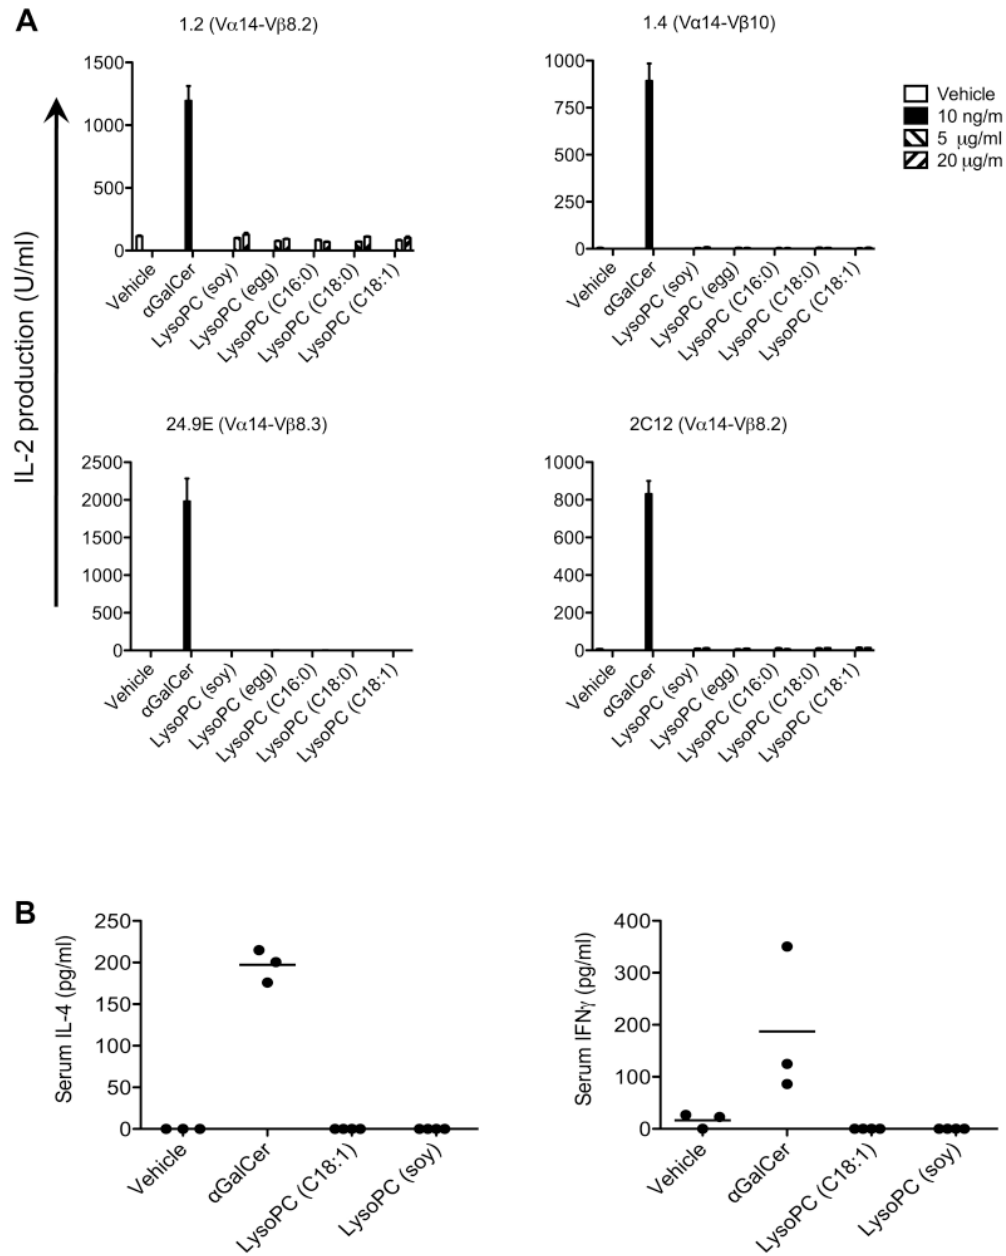 A
1.2 (Vα14-Vβ8.2)
1.4 (Vα14-Vβ10)
Vehicle
10 ng/m
5 μg/ml
20 μg/m
IL-2 production (U/ml)
1500
1000
500
0
Vehicle
αGalCer
LysoPC (soy)
LysoPC (egg)
LysoPC (C16:0)
LysoPC (C18:0)
LysoPC (C18:1)
1000
750
500
250
0
Vehicle
αGalCer
LysoPC (soy)
LysoPC (egg)
LysoPC (C16:0)
LysoPC (C18:0)
LysoPC (C18:1)
24.9E (Vα14-Vβ8.3)
2500
2000
1500
1000
500
0
Vehicle
αGalCer
LysoPC (soy)
LysoPC (egg)
LysoPC (C16:0)
LysoPC (C18:0)
LysoPC (C18:1)
2C12 (Vα14-Vβ8.2)
1000
800
600
400
200
0
Vehicle
αGalCer
LysoPC (soy)
LysoPC (egg)
LysoPC (C16:0)
LysoPC (C18:0)
LysoPC (C18:1)
B
Serum IL-4 (pg/ml)
250
200
150
100
50
0
Vehicle
αGalCer
LysoPC (C18:1)
LysoPC (soy)
Serum IFNγ (pg/ml)
400
300
200
100
0
Vehicle
αGalCer
LysoPC (C18:1)
LysoPC (soy)